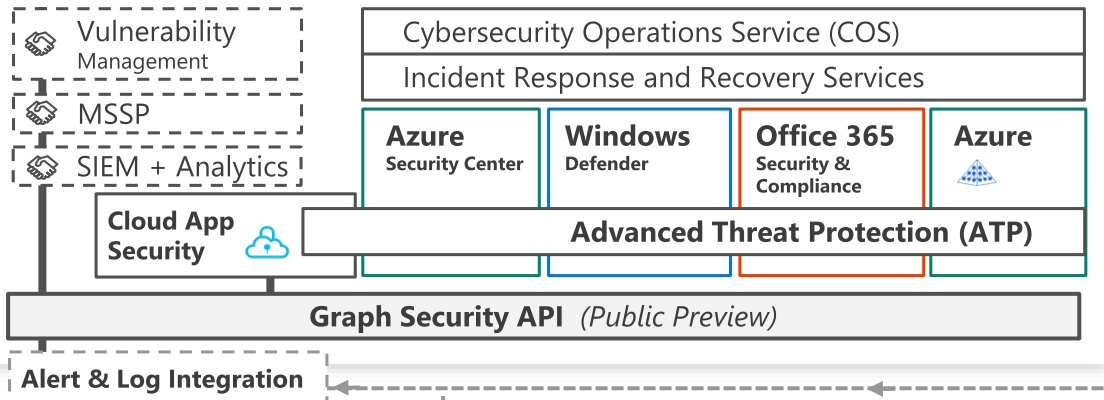 Vulnerability
Management
MSSP
SIEM + Analytics
Cybersecurity Operations Service (COS)
Incident Response and Recovery Services
Azure
Security Center
Windows
Defender
Office 365
Security &
Compliance
Azure
Cloud App
Security
Advanced Threat Protection (ATP)
Graph Security API (Public Preview)
Alert & Log Integration